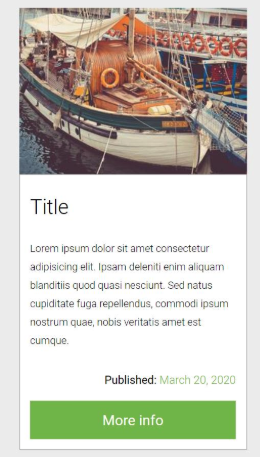 Title
Lorem ipsum dolor sit amet consectetur
adipisicing elit. Ipsam deleniti enim aliquam
blanditiis quod quasi nesciunt. Sed natus
cupiditate fuga repellendus, commodi ipsum
nostrum quae, nobis veritatis amet est
cumque.
Published: March 20, 2020
More info